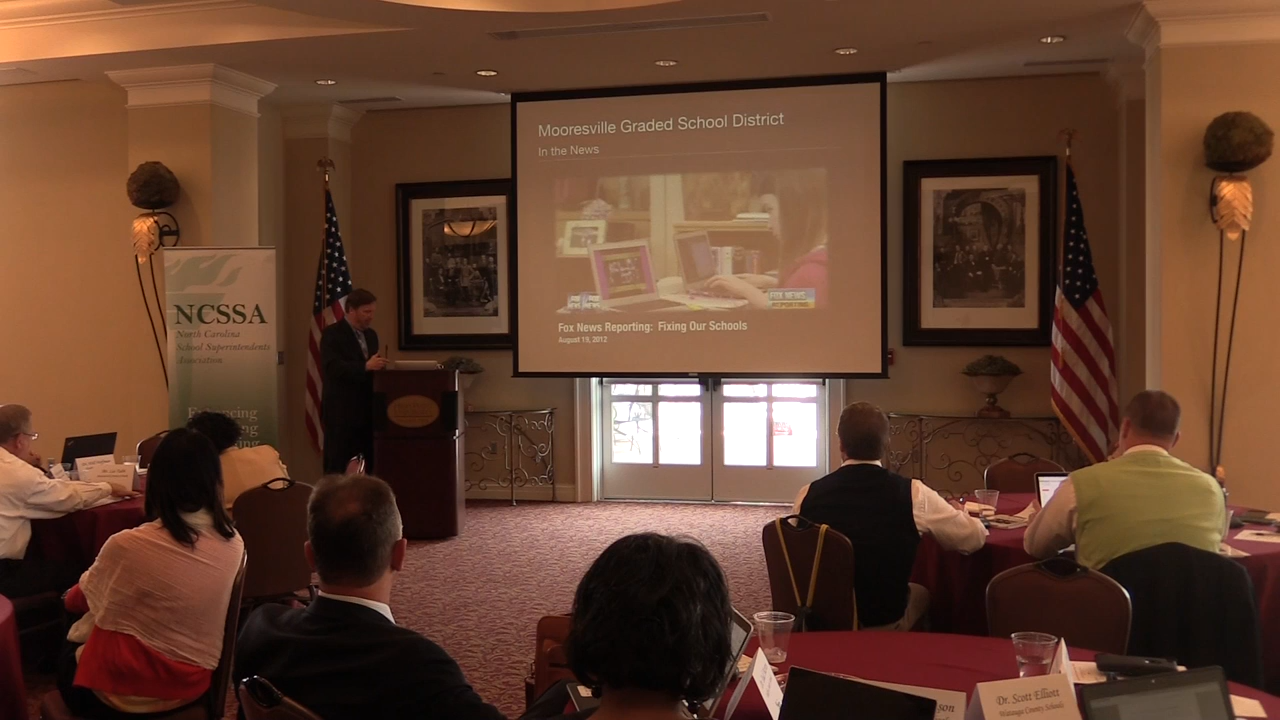 Mooresville Graded School District
In the News
FOX NEWS
REPORTING
Fox News Reporting: Fixing Our Schools
August 19, 2012
NCSSA
North Carolina
School Superintendents
Association
Dr. Scott Elliott
Watauga County Schools